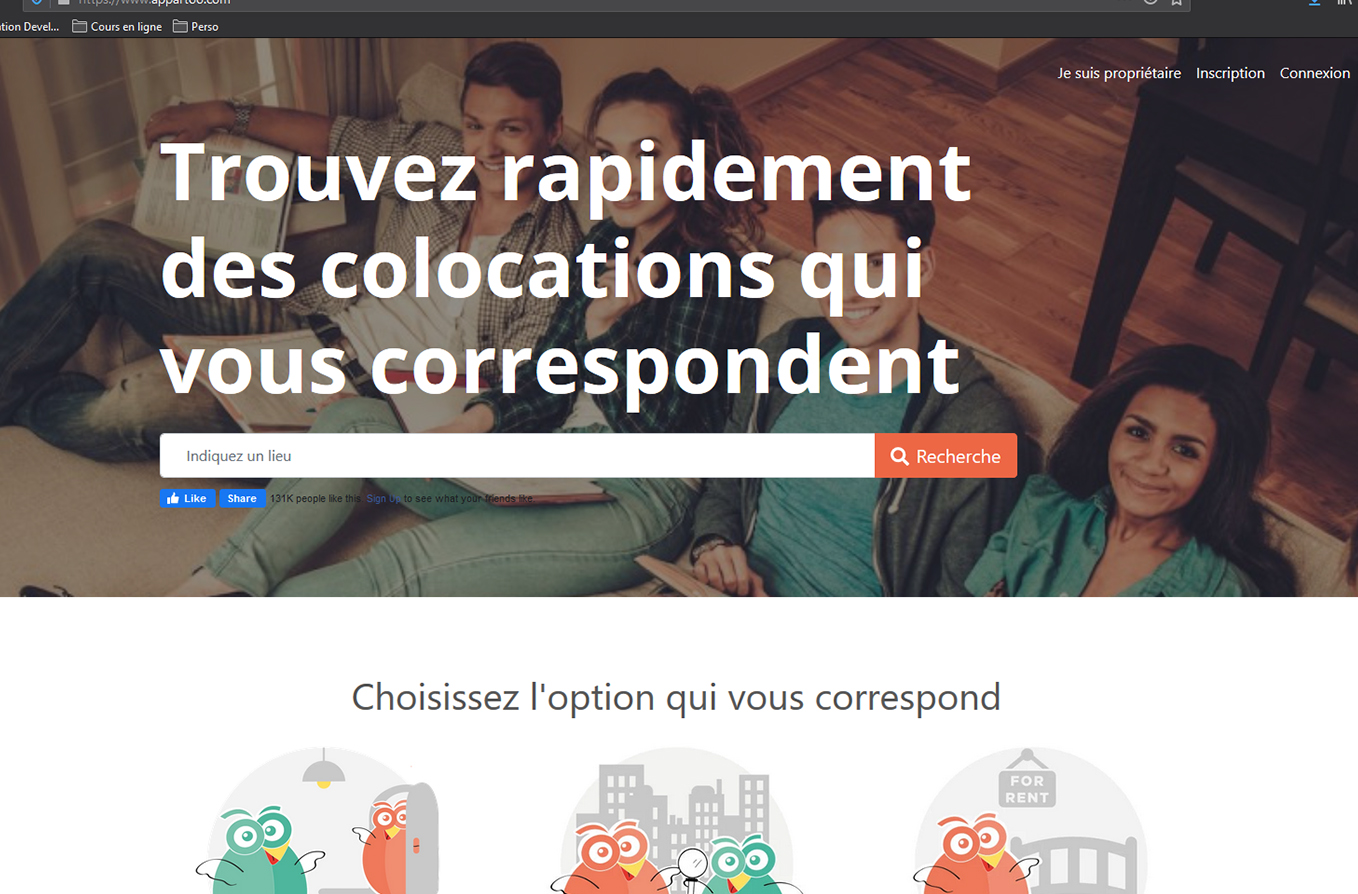 https://www.appartoo.com
tion Devel... Cours en ligne Perso
Je suis propriétaire Inscription Connexion
Trouvez rapidement
des colocations qui
vous correspondent
Indiquez un lieu Recherche
Like Share 131K people like this. Sign Up to see what your friends like.
Choisissez l'option qui vous correspond
FOR
RENT